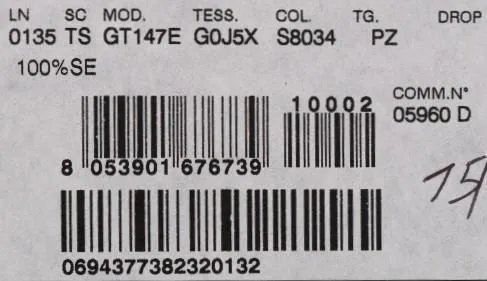 LN SC MOD. TESS. COL. TG. DROP
0135 TS GT147E G0J5X S8034 PZ
100%SE
10002
COMM.N°
05960 D
8 053901 676739
15
0694377382320132